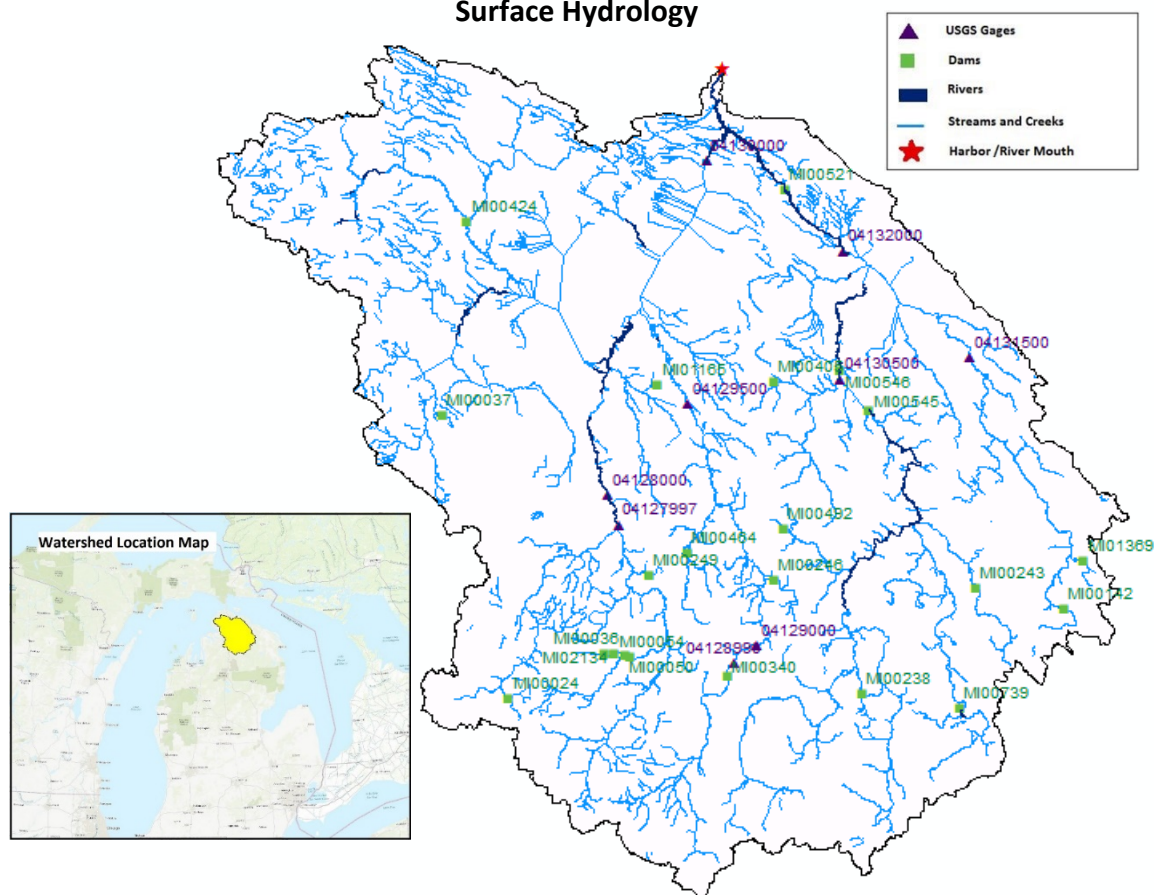 Surface Hydrology
USGS Gages
Dams
Rivers
Streams and Creeks
Harbor /River Mouth
04130000
MI00521
MI00424
04132000
04131500
MI01165
04130500
MI00546
04129500
MI00545
MI00037
04128000
04127997
MI00492
Watershed Location Map
MI00464
MI01369
MI00249
MI00246
MI00243
MI00142
04129000
MI00036
MI00054
MI02134
MI00050
MI00340
MI00024
MI00238
MI00739